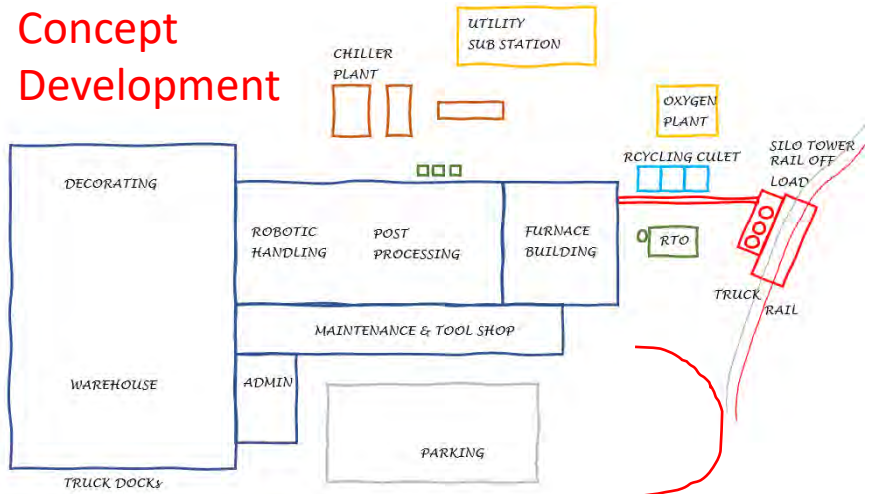 Concept
Development
UTILITY
SUB STATION
CHILLER
PLANT
OXYGEN
PLANT
SILO TOWER
RAIL OFF
LOAD
RCYCLING CULET
DECORATING
ROBOTIC
HANDLING
POST
PROCESSING
FURNACE
BUILDING
RTO
TRUCK
RAIL
MAINTENANCE & TOOL SHOP
WAREHOUSE
ADMIN
PARKING
TRUCK DOCKs